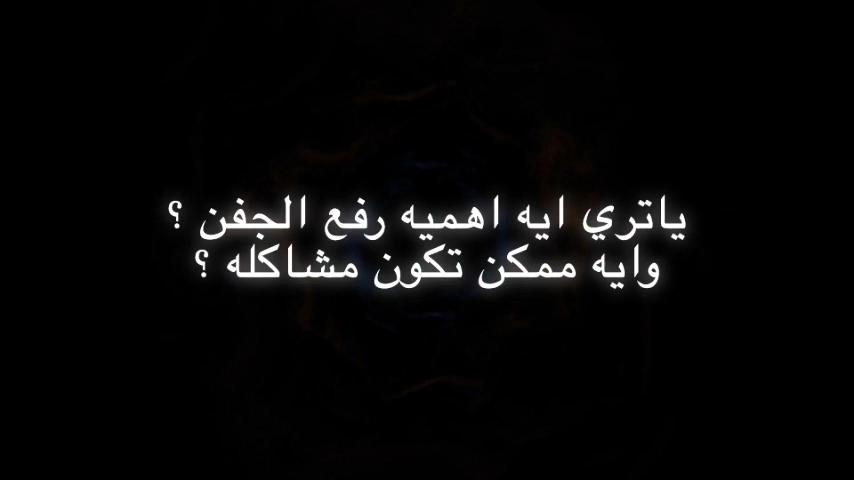 ياتري ايه اهميه رفع الجفن ؟
وايه ممكن تكون مشاكله ؟